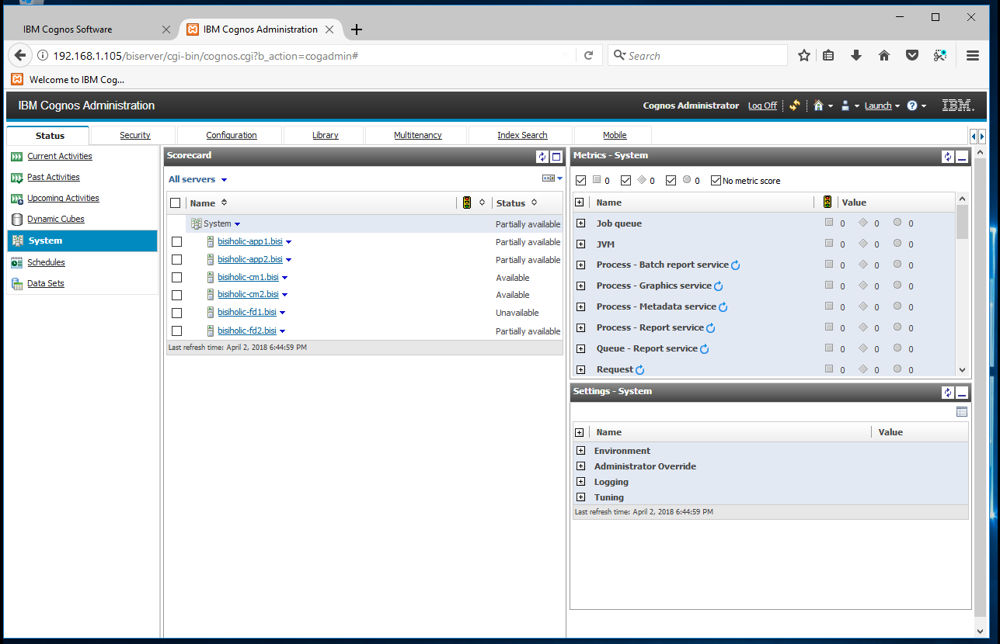 IBM Cognos Software
IBM Cognos Administration
192.168.1.105/biserver/cgi-bin/cognos.cgi?b_action=cogadmin#
Search
Welcome to IBM Cog...
IBM Cognos Administration
Cognos Administrator Log Off Launch IBM.
Status Security Configuration Library Multitenancy Index Search Mobile
Current Activities
Past Activities
Upcoming Activities
Dynamic Cubes
System
Schedules
Data Sets
Scorecard
All servers
Name Status
System Partially available
bisiholic-app1.bisi Partially available
bisiholic-app2.bisi Partially available
bisiholic-cm1.bisi Available
bisiholic-cm2.bisi Available
bisiholic-fd1.bisi Unavailable
bisiholic-fd2.bisi Partially available
Last refresh time: April 2, 2018 6:44:59 PM
Metrics - System
0 0 0 No metric score
Name Value
Job queue 0 0 0
JVM 0 0 0
Process - Batch report service 0 0 0
Process - Graphics service 0 0 0
Process - Metadata service 0 0 0
Process - Report service 0 0 0
Queue - Report service 0 0 0
Request 0 0 0
Settings - System
Name Value
Environment
Administrator Override
Logging
Tuning
Last refresh time: April 2, 2018 6:44:59 PM